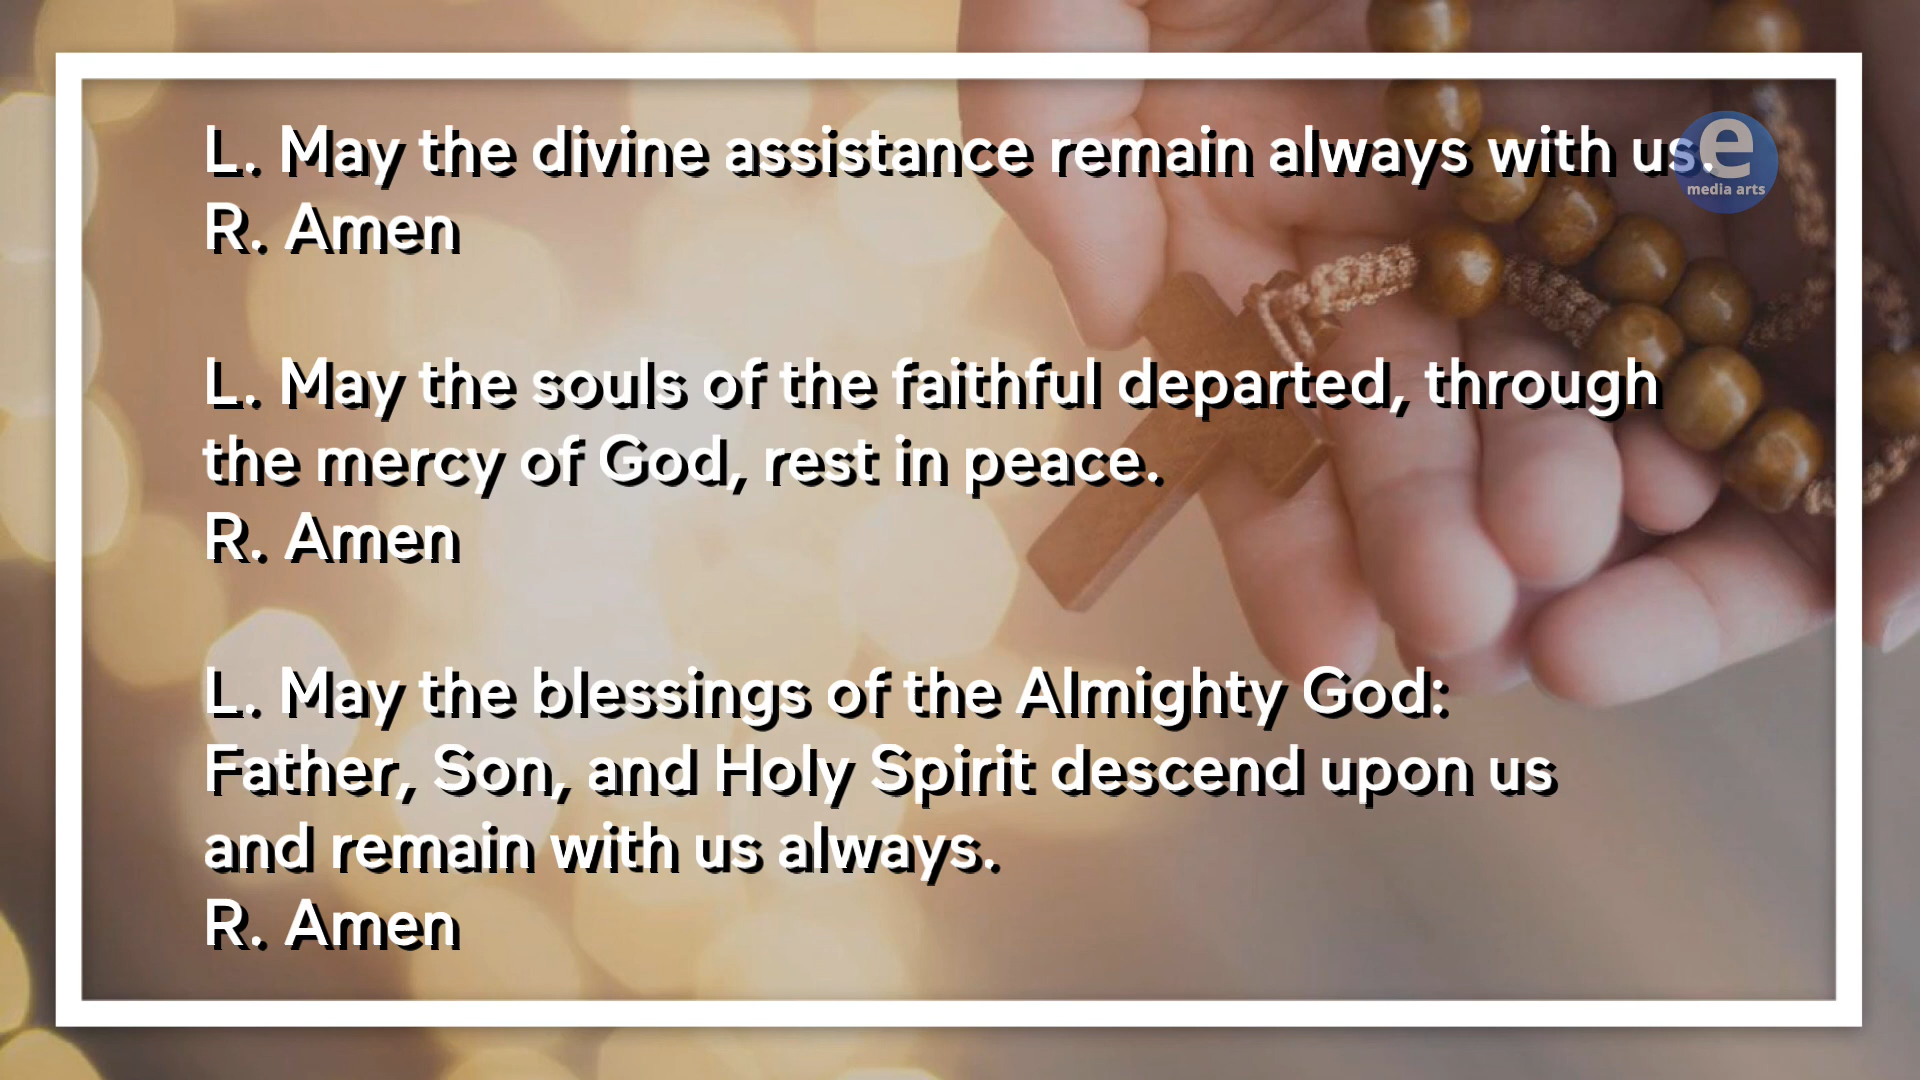 L. May the divine assistance remain always with us.
R. Amen
L. May the souls of the faithful departed, through
the mercy of God, rest in peace.
R. Amen
L. May the blessings of the Almighty God:
Father, Son, and Holy Spirit descend upon us
and remain with us always.
R. Amen
e
media arts